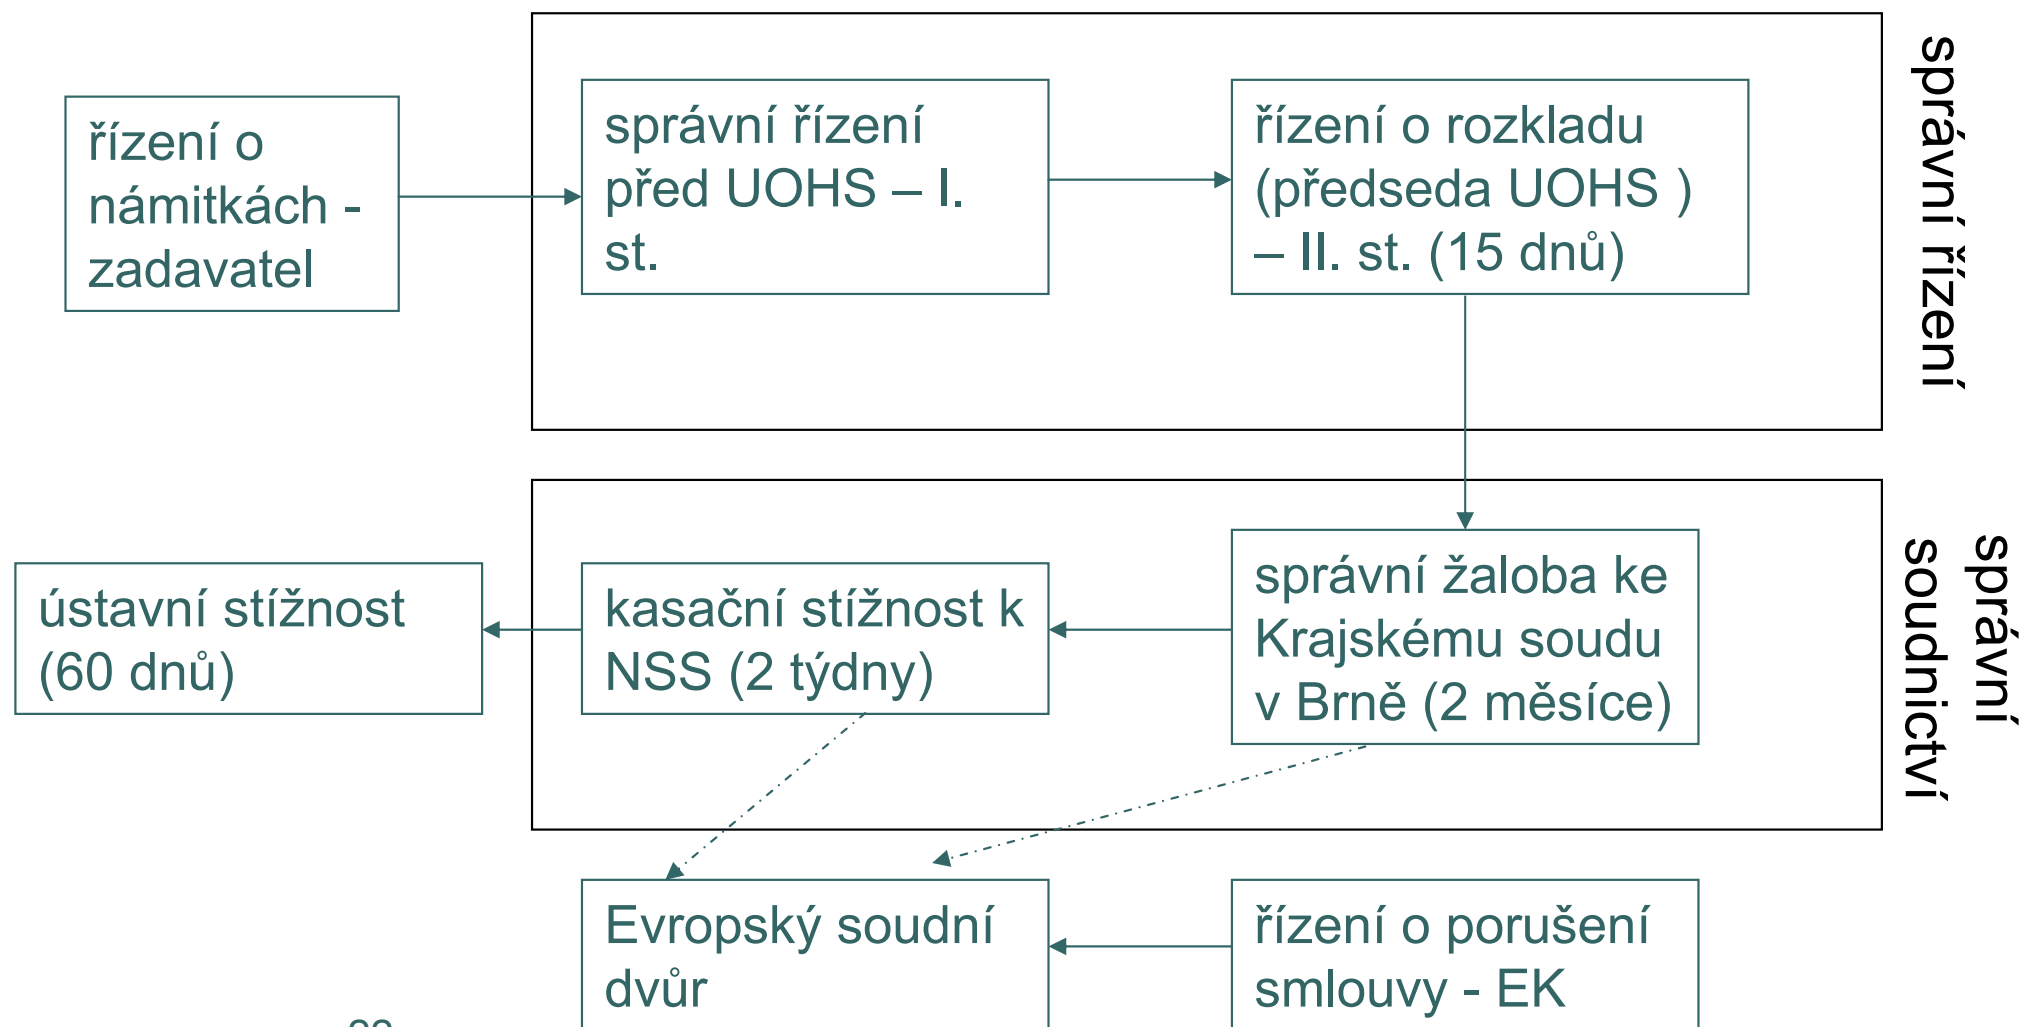 řízení o
námitkách -
zadavatel
správní řízení
před UOHS – I.
st.
řízení o rozkladu
(předseda UOHS )
– II. st. (15 dnů)
správní řízení
ústavní stížnost
(60 dnů)
kasační stížnost k
NSS (2 týdny)
správní žaloba ke
Krajskému soudu
v Brně (2 měsíce)
správní
soudnictví
Evropský soudní
dvůr
řízení o porušení
smlouvy - EK